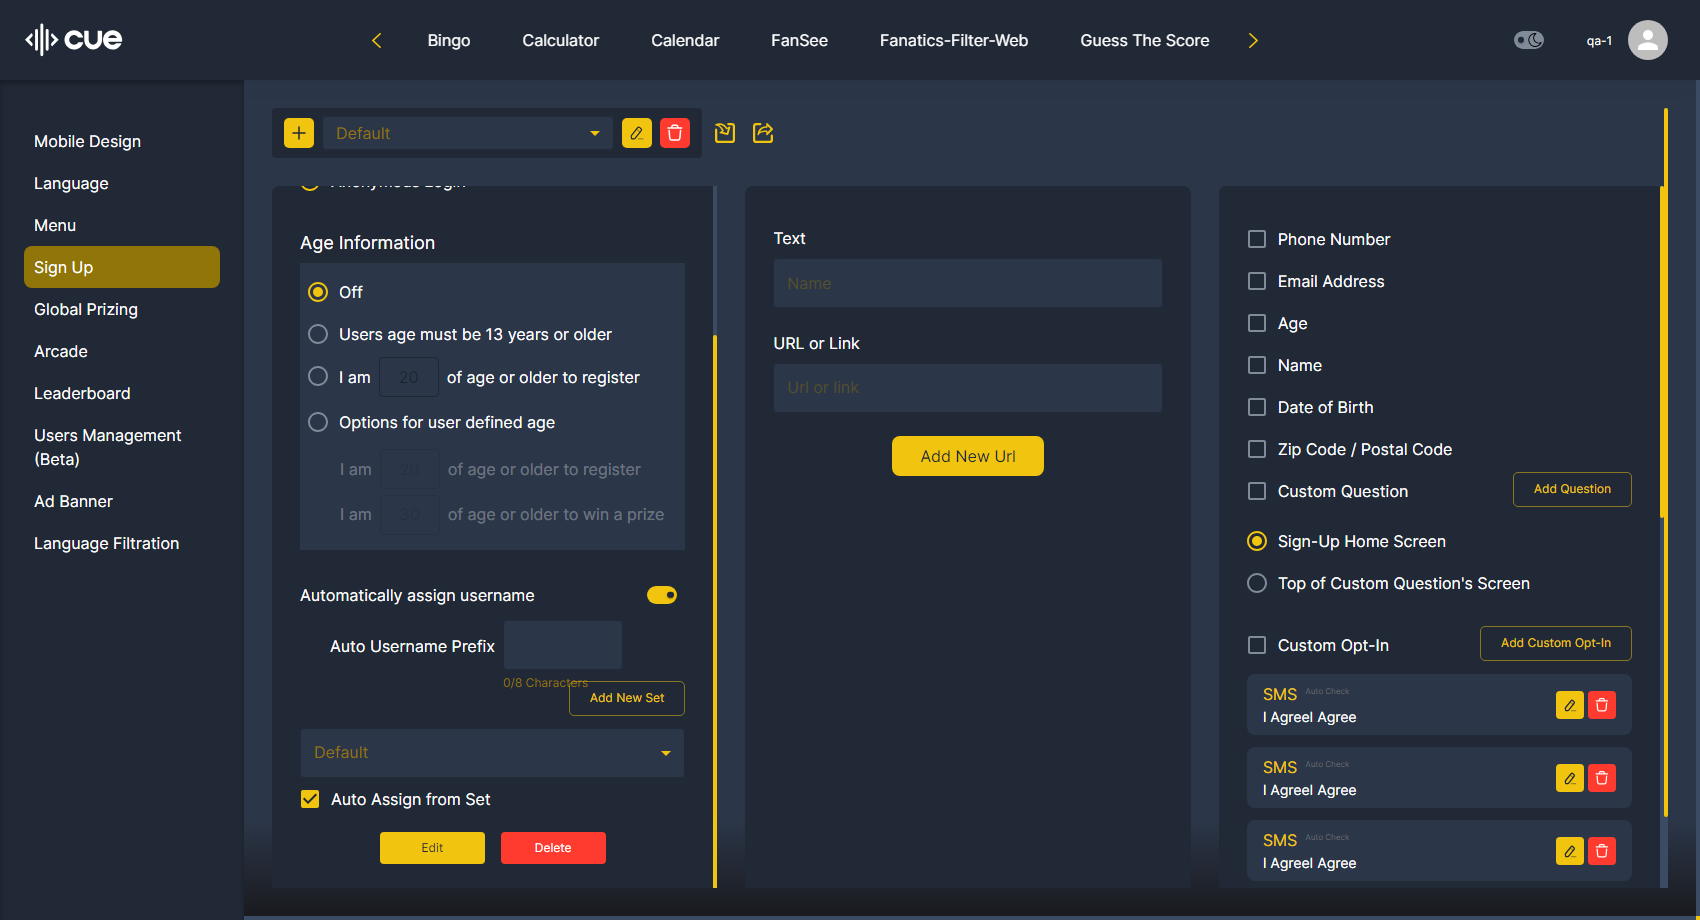 cue
Bingo
Calculator
Calendar
FanSee
Fanatics-Filter-Web
Guess The Score
qa-1
Mobile Design
Language
Menu
Sign Up
Global Prizing
Arcade
Leaderboard
Users Management
(Beta)
Ad Banner
Language Filtration
Default
Anonymous Login
Age Information
Off
Users age must be 13 years or older
I am 20 of age or older to register
Options for user defined age
I am 20 of age or older to register
I am 30 of age or older to win a prize
Automatically assign username
Auto Username Prefix
0/8 Characters
Add New Set
Default
Auto Assign from Set
Edit
Delete
Text
Name
URL or Link
Url or link
Add New Url
Phone Number
Email Address
Age
Name
Date of Birth
Zip Code / Postal Code
Custom Question
Add Question
Sign-Up Home Screen
Top of Custom Question's Screen
Custom Opt-In
Add Custom Opt-In
SMS Auto Check
I AgreeI Agree
SMS Auto Check
I AgreeI Agree
SMS Auto Check
I AgreeI Agree